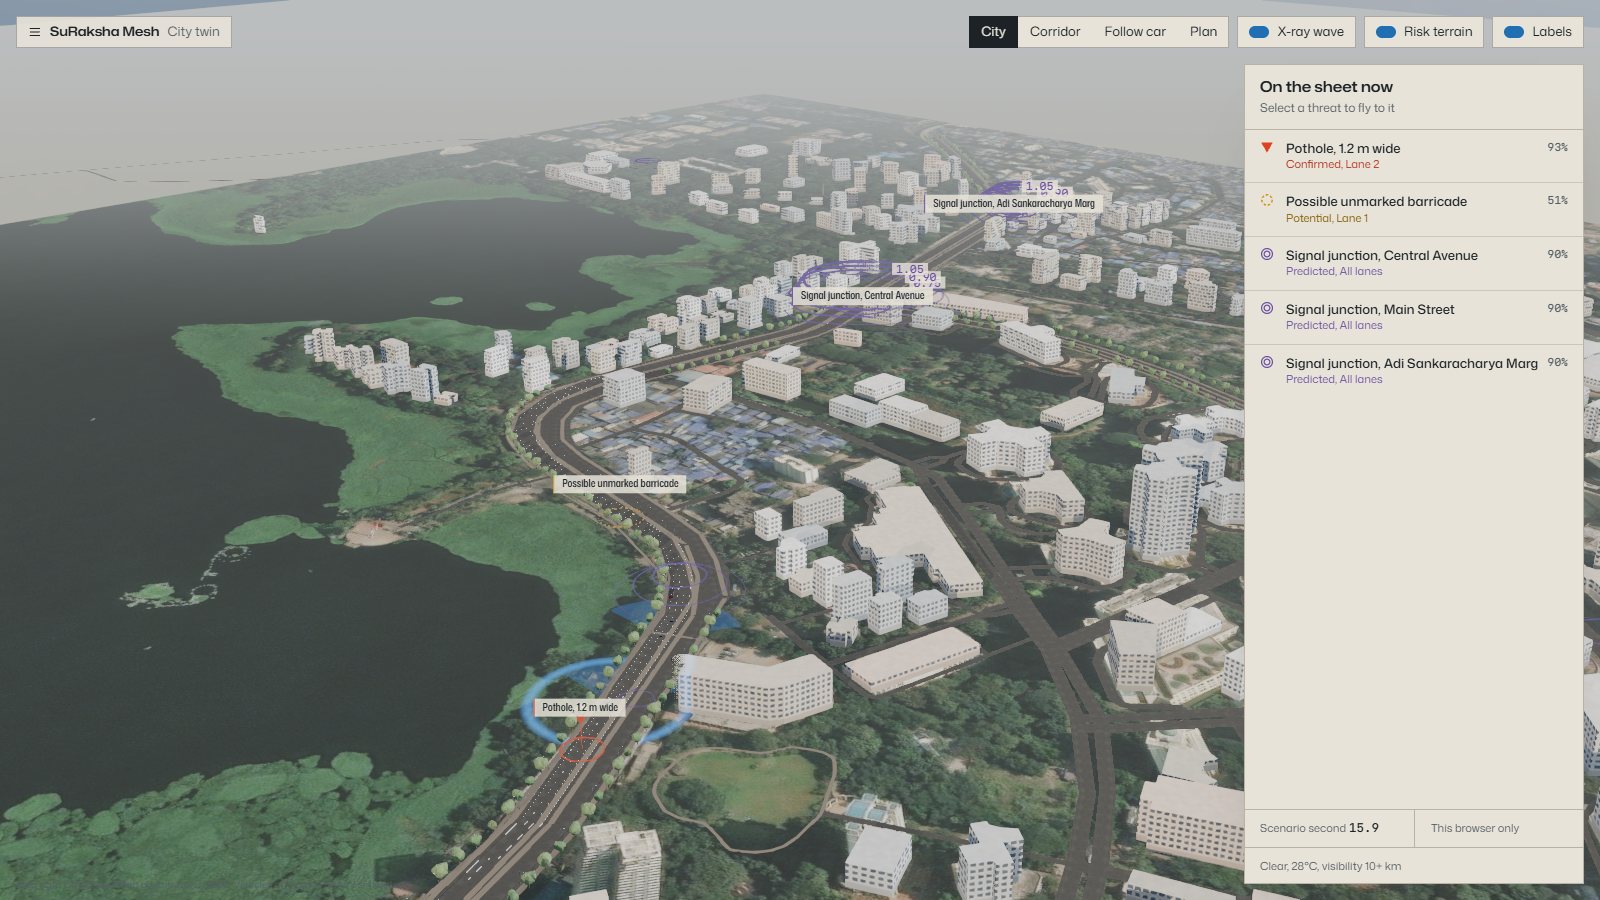 SuRaksha Mesh City twin
City Corridor Follow car Plan X-ray wave Risk terrain Labels
On the sheet now
Select a threat to fly to it
Pothole, 1.2 m wide 93%
Confirmed, Lane 2
Possible unmarked barricade 51%
Potential, Lane 1
Signal junction, Central Avenue 90%
Predicted, All lanes
Signal junction, Main Street 90%
Predicted, All lanes
Signal junction, Adi Sankaracharya Marg 90%
Predicted, All lanes
1.05
Signal junction, Adi Sankaracharya Marg
1.05
0.90
Signal junction, Central Avenue
Possible unmarked barricade
Pothole, 1.2 m wide
Scenario second 15.9 This browser only
Clear, 28°C, visibility 10+ km